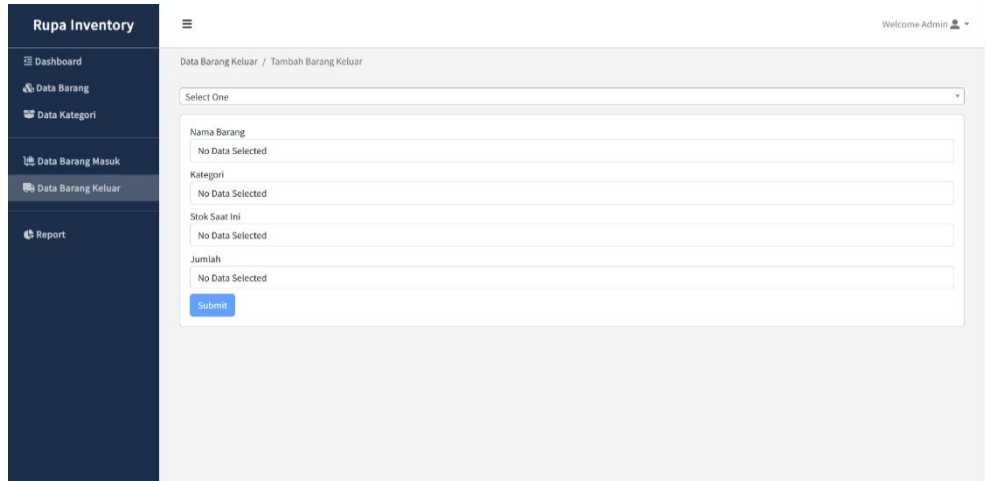 Rupa Inventory
Welcome Admin
Dashboard
Data Barang
Data Kategori
Data Barang Masuk
Data Barang Keluar
Report
Data Barang Keluar / Tambah Barang Keluar
Select One
Nama Barang
No Data Selected
Kategori
No Data Selected
Stok Saat Ini
No Data Selected
Jumlah
No Data Selected
Submit